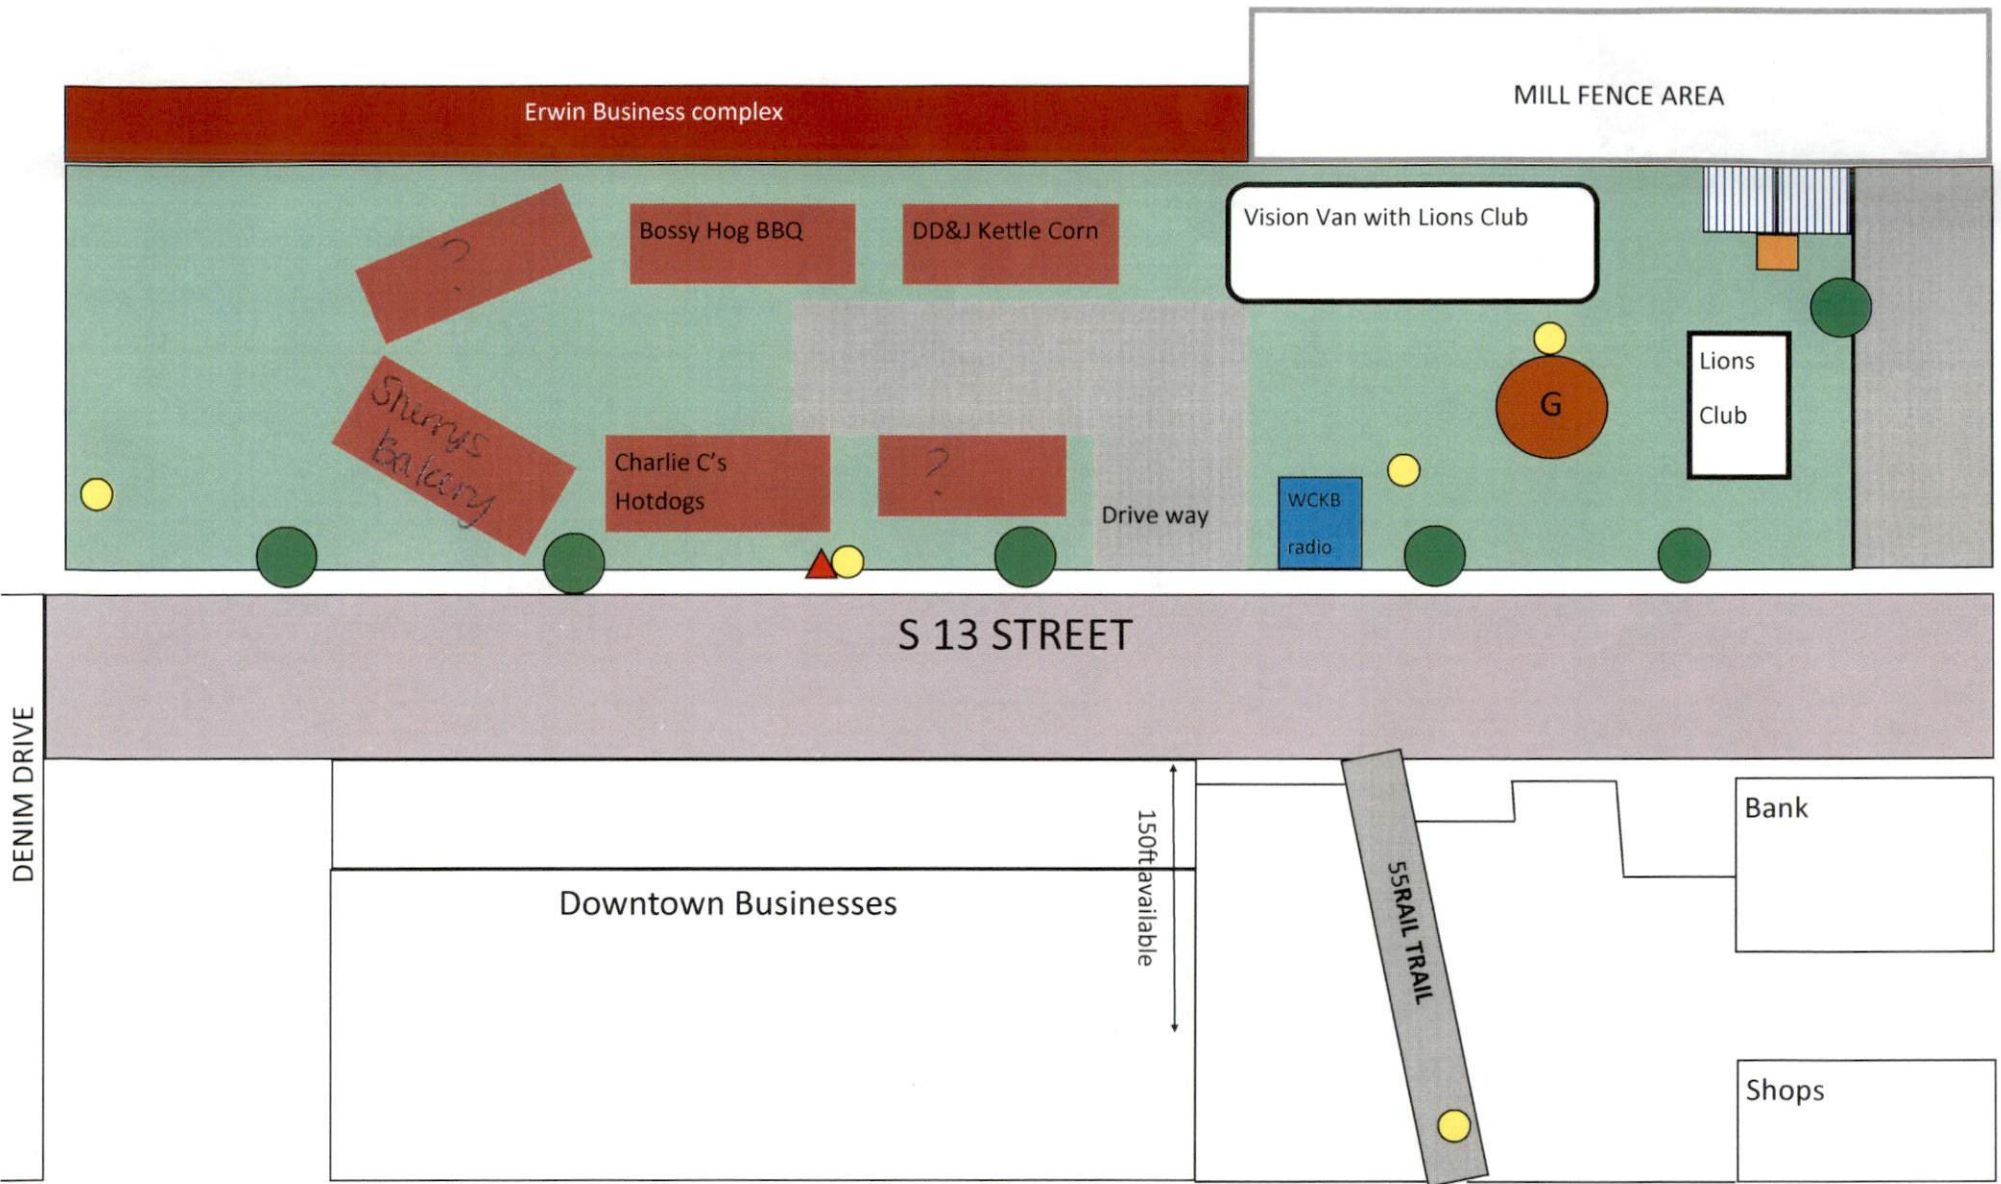 MILL FENCE AREA
Erwin Business complex
?
Bossy Hog BBQ
DD&J Kettle Corn
Vision Van with Lions Club
Sherrys
Bakery
Charlie C's
Hotdogs
?
Drive way
WCKB
radio
G
Lions
Club
S 13 STREET
DENIM DRIVE
Downtown Businesses
150ft available
55RAIL TRAIL
Bank
Shops